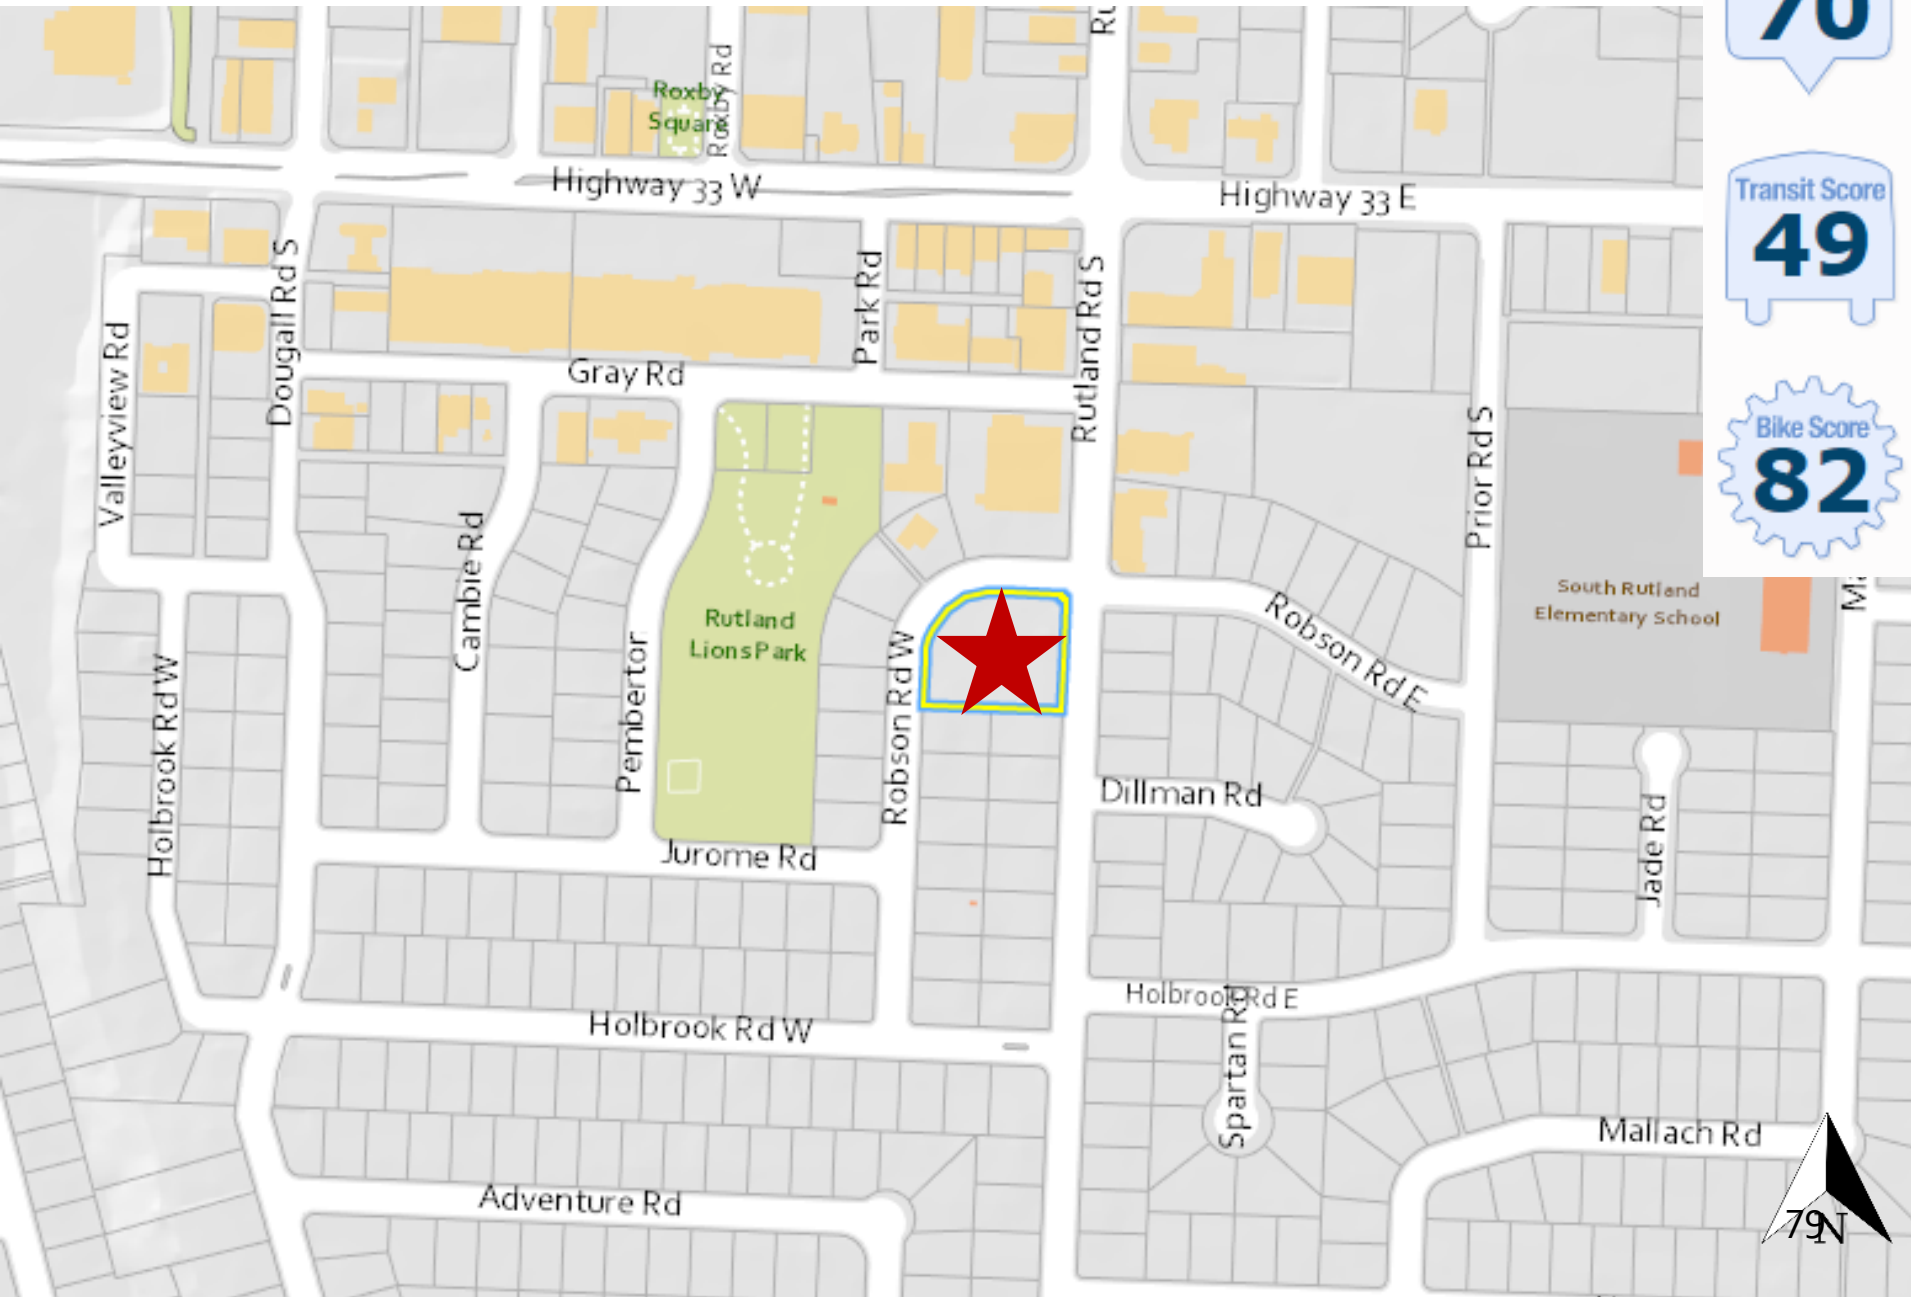 70
Roxby Rd
Roxby
Square
Highway 33 W
Highway 33 E
Transit Score
49
Dougall Rd S
Park Rd
Rutland Rd S
Valleyview Rd
Gray Rd
Prior Rd S
Bike Score
82
Cambie Rd
South Rutland
Elementary School
Rutland
Lions Park
Robson Rd E
Robson Rd W
Holbrook Rd W
Dillman Rd
Jade Rd
Jurome Rd
Holbrook Rd E
Holbrook Rd W
Spartan Rd
Mallach Rd
Adventure Rd
79
N